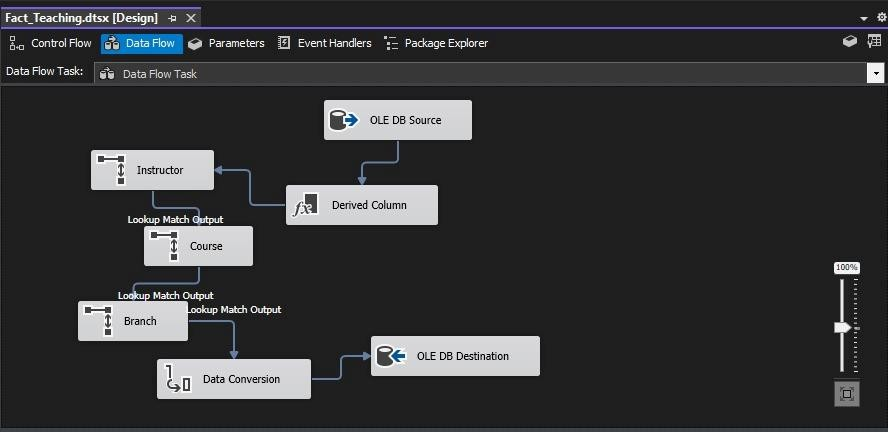 Fact_Teaching.dtsx [Design]
Control Flow Data Flow Parameters Event Handlers Package Explorer
Data Flow Task: Data Flow Task
OLE DB Source
Instructor
Derived Column
Lookup Match Output
Course
100%
Lookup Match Output
Lookup Match Output
Branch
OLE DB Destination
Data Conversion